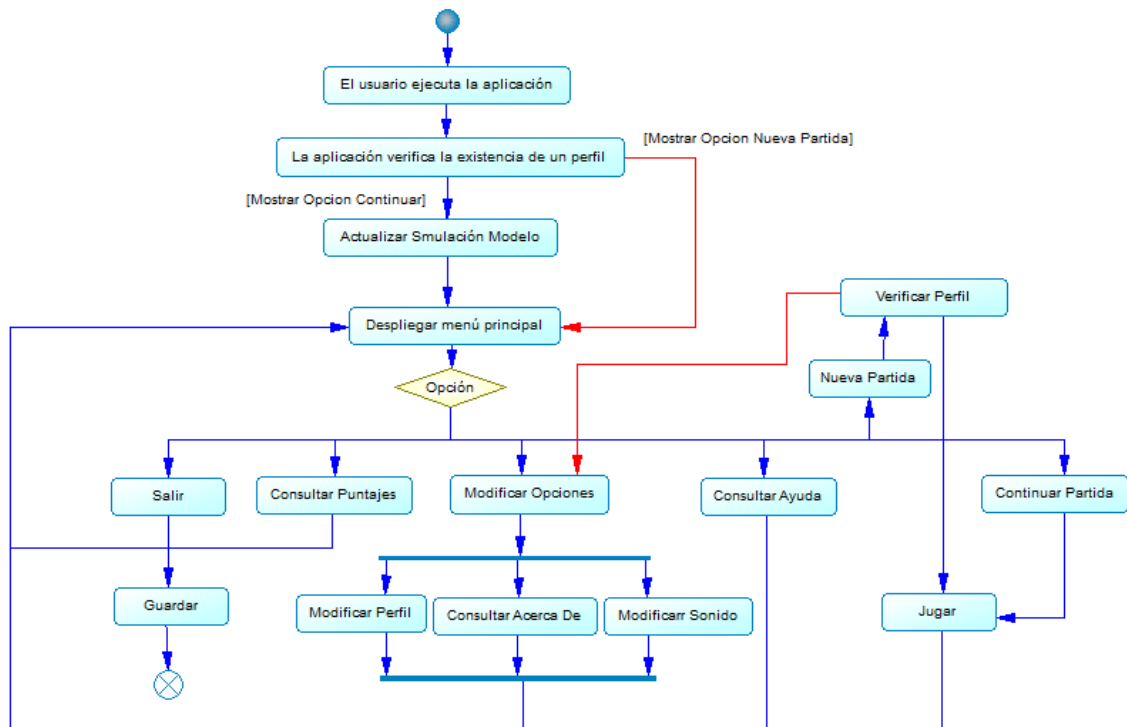 El usuario ejecuta la aplicación
[Mostrar Opcion Nueva Partida]
La aplicación verifica la existencia de un perfil
[Mostrar Opcion Continuar]
Actualizar Smulación Modelo
Verificar Perfil
Despliegar menú principal
Nueva Partida
Opción
Salir
Consultar Puntajes
Modificar Opciones
Consultar Ayuda
Continuar Partida
Guardar
Modificar Perfil
Consultar Acerca De
Modificarr Sonido
Jugar